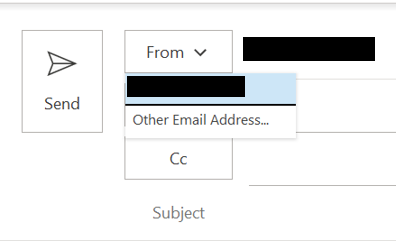 From
Send
Other Email Address...
Cc
Subject